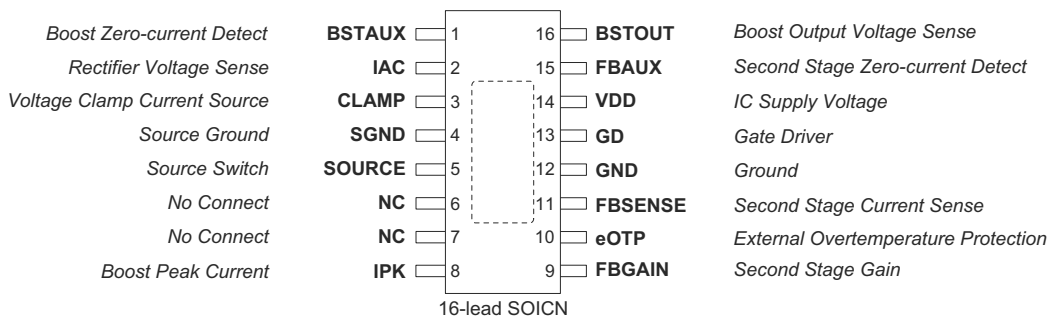 Boost Zero-current Detect BSTAUX 1 16 BSTOUT Boost Output Voltage Sense
Rectifier Voltage Sense IAC 2 15 FBAUX Second Stage Zero-current Detect
Voltage Clamp Current Source CLAMP 3 14 VDD IC Supply Voltage
Source Ground SGND 4 13 GD Gate Driver
Source Switch SOURCE 5 12 GND Ground
No Connect NC 6 11 FBSENSE Second Stage Current Sense
No Connect NC 7 10 eOTP External Overtemperature Protection
Boost Peak Current IPK 8 9 FBGAIN Second Stage Gain
16-lead SOICN